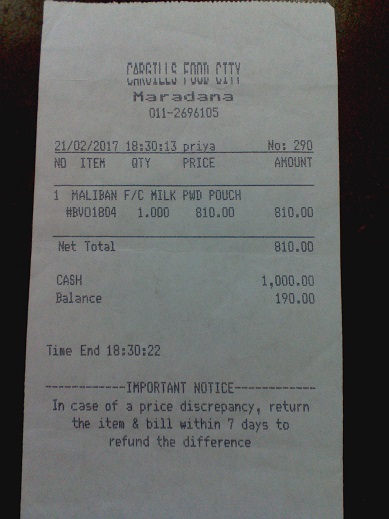 CARGILLS FOOD CITY
Maradana
011-2696105
21/02/2017 18:30:13 priya No: 290
NO ITEM QTY PRICE AMOUNT
1 MALIBAN F/C MILK PWD POUCH
#BV01804 1.000 810.00 810.00
Net Total 810.00
CASH 1,000.00
Balance 190.00
Time End 18:30:22
------------IMPORTANT NOTICE------------
In case of a price discrepancy, return
the item & bill within 7 days to
refund the difference